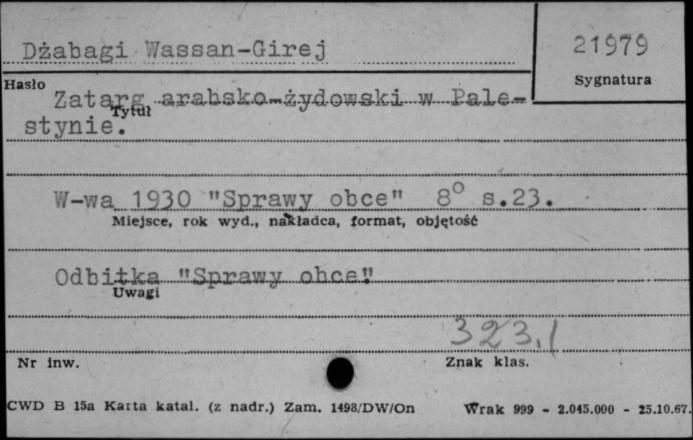 Dżabagi Wassan-Girej
21979
Sygnatura
Hasło
Zatarg arabsko-żydowski w Pale-
Tytuł
stynie.
W-wa 1930 "Sprawy obce" 8° s.23.
Miejsce, rok wyd., nakładca, format, objętość
Odbitka "Sprawy obce"
Uwagi
323.1
Nr inw.
Znak klas.
CWD B 15a Karta katal. (z nadr.) Zam. 1498/DW/On
Wrak 999 - 2.045.000 - 25.10.67.